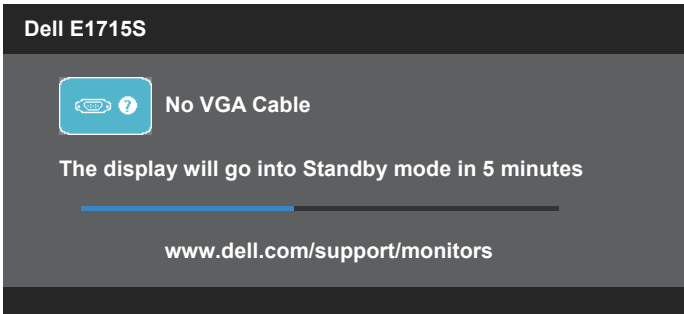 Dell E1715S
No VGA Cable
The display will go into Standby mode in 5 minutes
www.dell.com/support/monitors